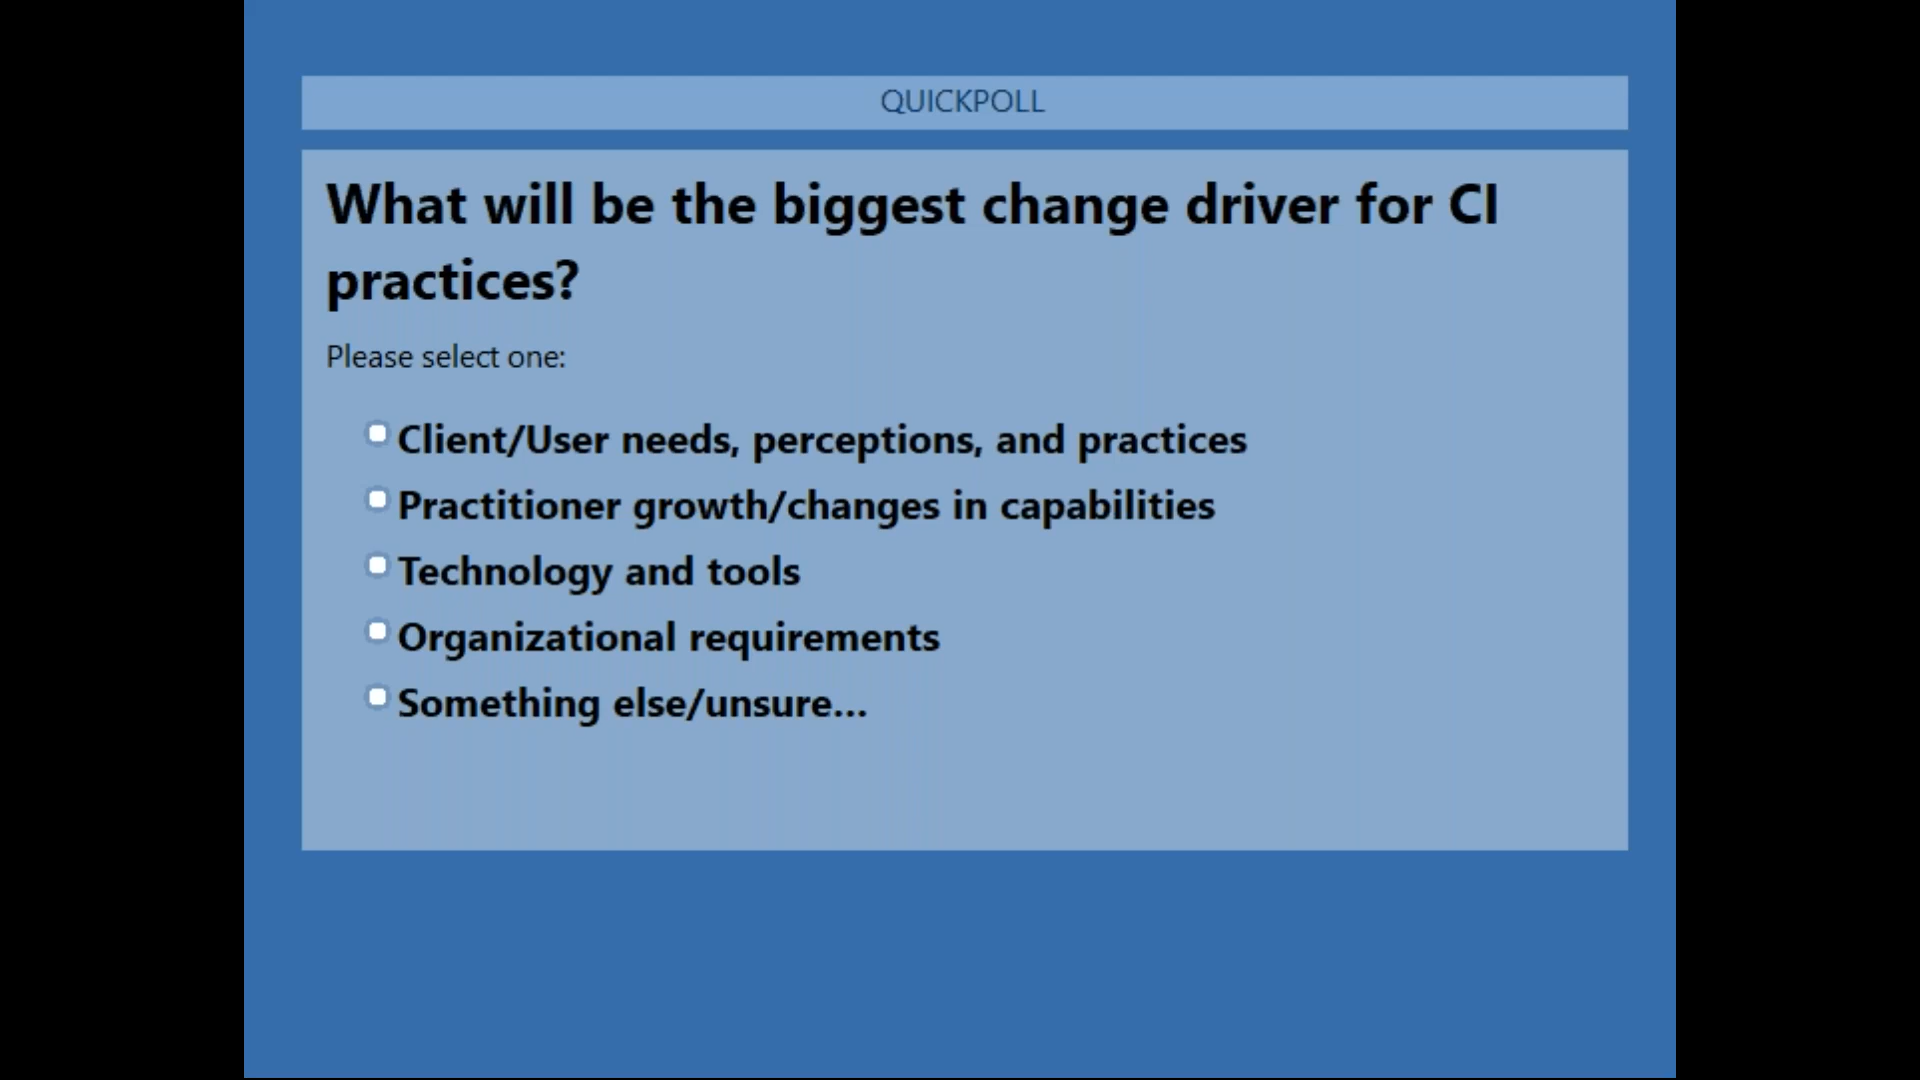 QUICKPOLL
What will be the biggest change driver for CI
practices?
Please select one:
Client/User needs, perceptions, and practices
Practitioner growth/changes in capabilities
Technology and tools
Organizational requirements
Something else/unsure...